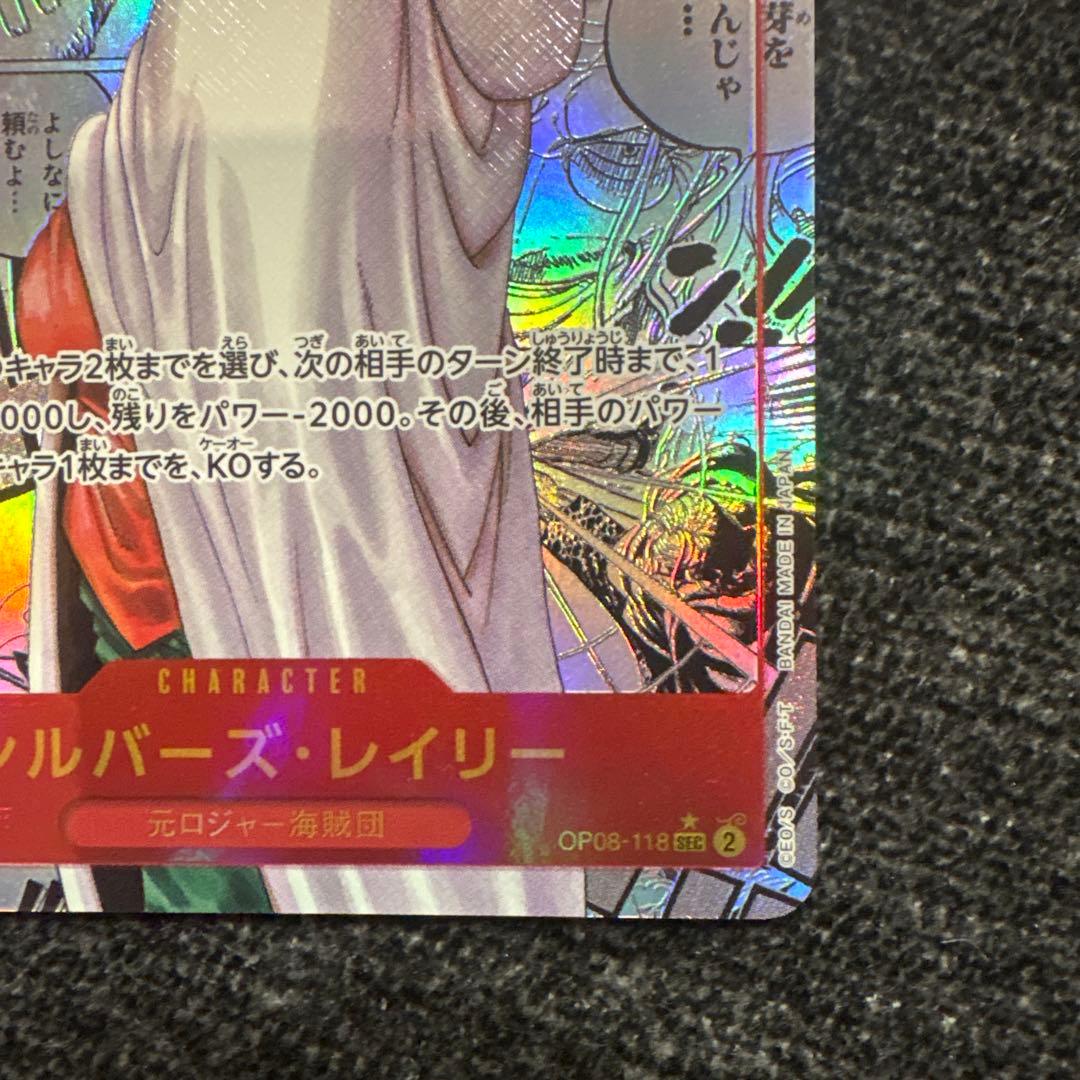 芽を
んじゃ
…
よしなに
頼むよ…
キャラ2枚までを選び、次の相手のターン終了時まで、1
000し、残りをパワー-2000。その後、相手のパワー
キャラ1枚までを、KOする。
CHARACTER
シルバーズ・レイリー
元ロジャー海賊団
OP08-118 SEC ★ 2
©EO/S ©O/S・F・T BANDAI MADE IN JAPAN